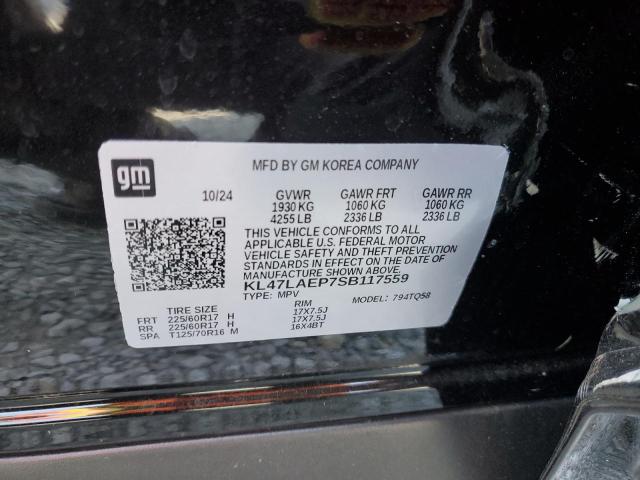 gm
MFD BY GM KOREA COMPANY
10/24 GVWR GAWR FRT GAWR RR
1930 KG 1060 KG 1060 KG
4255 LB 2336 LB 2336 LB
THIS VEHICLE CONFORMS TO ALL
APPLICABLE U.S. FEDERAL MOTOR
VEHICLE SAFETY AND THEFT PREVENTION
STANDARDS IN EFFECT ON THE DATE OF
MANUFACTURE SHOWN ABOVE.
KL47LAEP7SB117559
TYPE: MPV MODEL: 794TQ58
TIRE SIZE RIM
FRT 225/60R17 H 17X7.5J
RR 225/60R17 H 17X7.5J
SPA T125/70R16 M 16X4BT